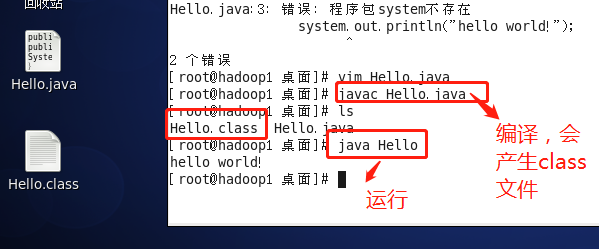 回收站
publi
publi
Syste
}
Hello.java
Hello.class
Hello.java:3: 错误: 程序包system不存在
system.out.println("hello world!");
^
2 个错误
[root@hadoop1 桌面]# vim Hello.java
[root@hadoop1 桌面]# javac Hello.java
[root@hadoop1 桌面]# ls
Hello.class Hello.java
[root@hadoop1 桌面]# java Hello
hello world!
[root@hadoop1 桌面]#
编译，会
产生class
文件
运行